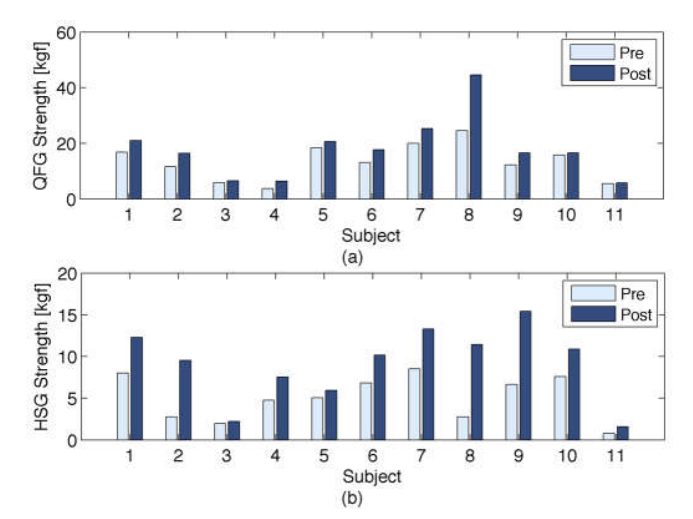 60
40
20
0
QFG Strength [kgf]
Pre
Post
1 2 3 4 5 6 7 8 9 10 11
Subject
(a)
20
15
10
5
0
HSG Strength [kgf]
Pre
Post
1 2 3 4 5 6 7 8 9 10 11
Subject
(b)